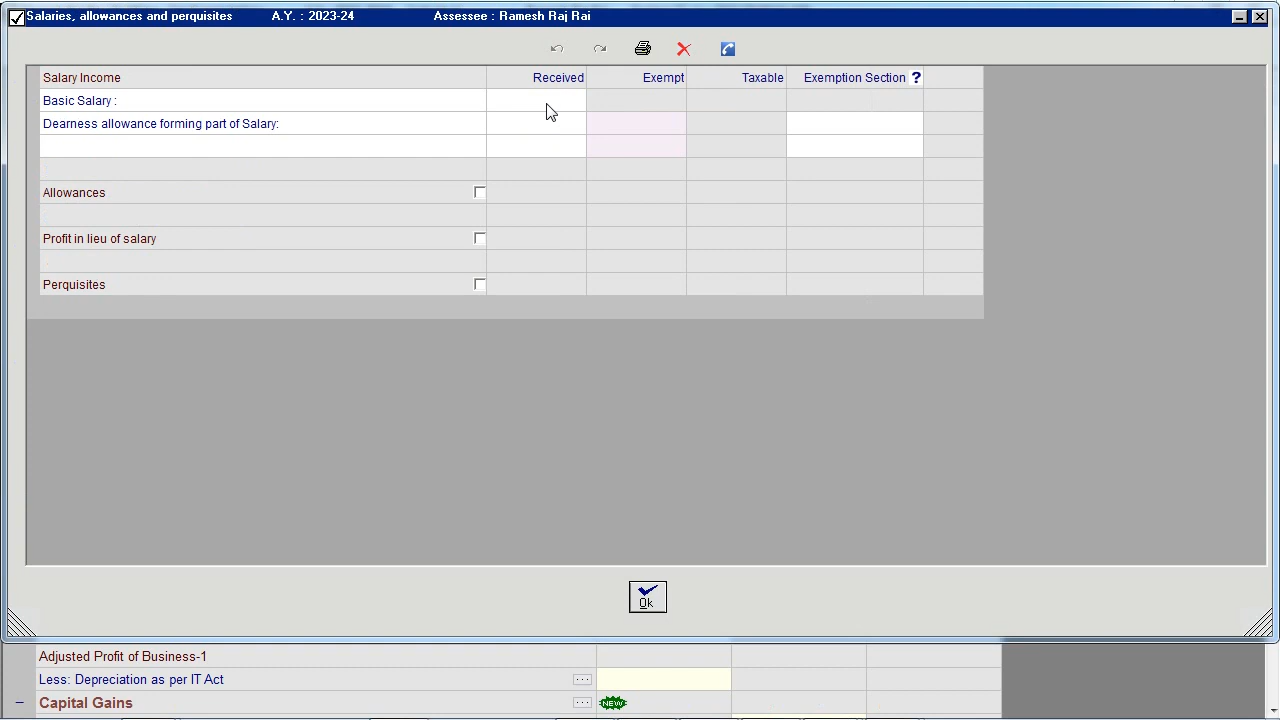 Salaries, allowances and perquisites A.Y. : 2023-24 Assessee : Ramesh Raj Rai
Salary Income Received Exempt Taxable Exemption Section ?
Basic Salary :
Dearness allowance forming part of Salary:
Allowances
Profit in lieu of salary
Perquisites
Ok
Adjusted Profit of Business-1
Less: Depreciation as per IT Act ...
Capital Gains ... NEW